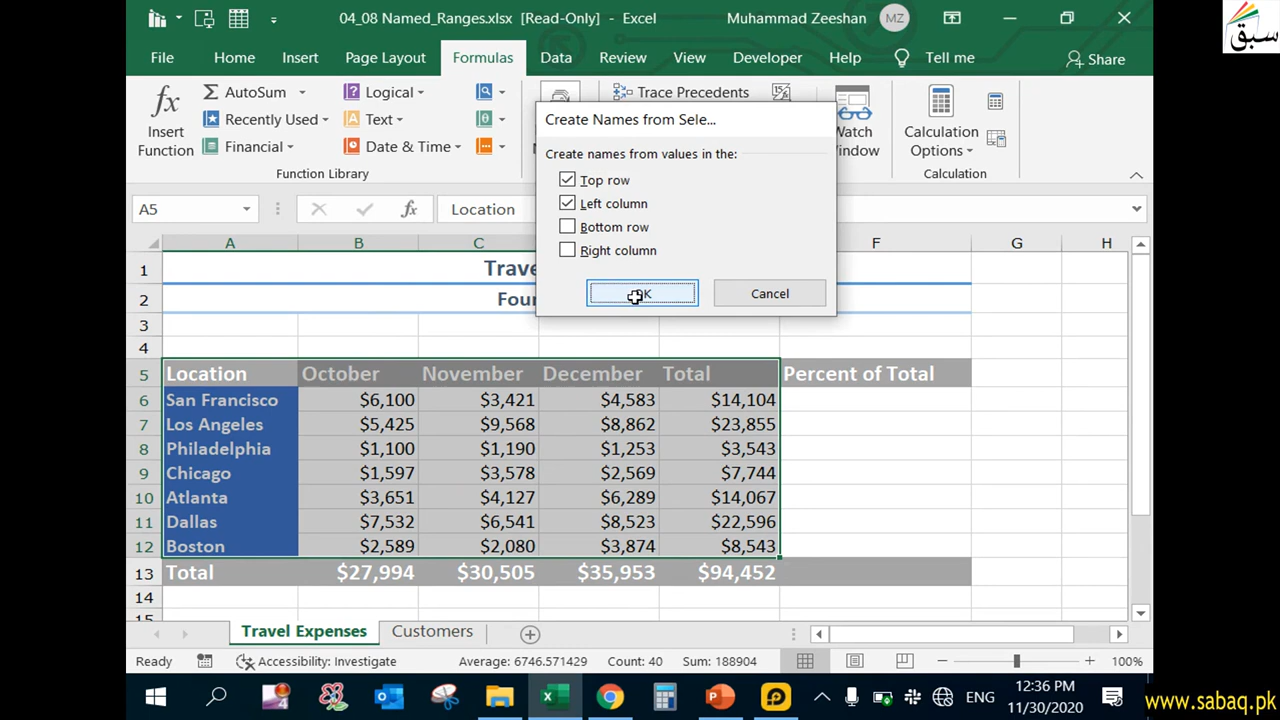 04_08 Named_Ranges.xlsx [Read-Only] - Excel
Muhammad Zeeshan MZ
سبق
File Home Insert Page Layout Formulas Data Review View Developer Help Tell me Share
Insert Function
AutoSum
Recently Used
Financial
Logical
Text
Date & Time
Function Library
Trace Precedents
Watch Window
Calculation Options
Calculation
Create Names from Sele...
Create names from values in the:
Top row
Left column
Bottom row
Right column
OK Cancel
A5 fx Location
A B C F G H
1 Trave
2 Four
3
4
5 Location October November December Total Percent of Total
6 San Francisco $6,100 $3,421 $4,583 $14,104
7 Los Angeles $5,425 $9,568 $8,862 $23,855
8 Philadelphia $1,100 $1,190 $1,253 $3,543
9 Chicago $1,597 $3,578 $2,569 $7,744
10 Atlanta $3,651 $4,127 $6,289 $14,067
11 Dallas $7,532 $6,541 $8,523 $22,596
12 Boston $2,589 $2,080 $3,874 $8,543
13 Total $27,994 $30,505 $35,953 $94,452
14
15
Travel Expenses Customers
Ready Accessibility: Investigate Average: 6746.571429 Count: 40 Sum: 188904 100%
ENG 12:36 PM
11/30/2020
www.sabaq.pk